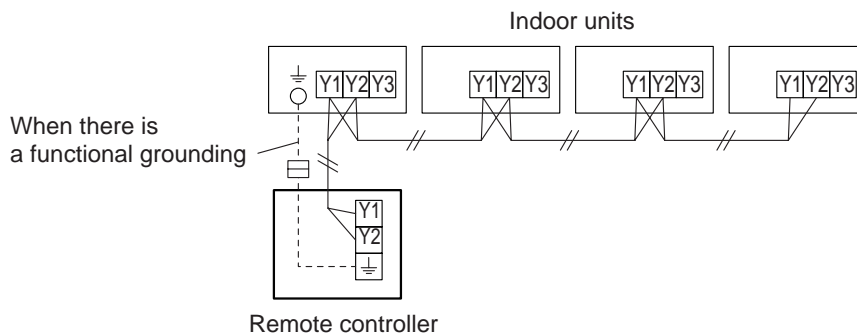 Indoor units
Y1 Y2 Y3 Y1 Y2 Y3 Y1 Y2 Y3 Y1 Y2 Y3
When there is
a functional grounding
Y1
Y2
Remote controller